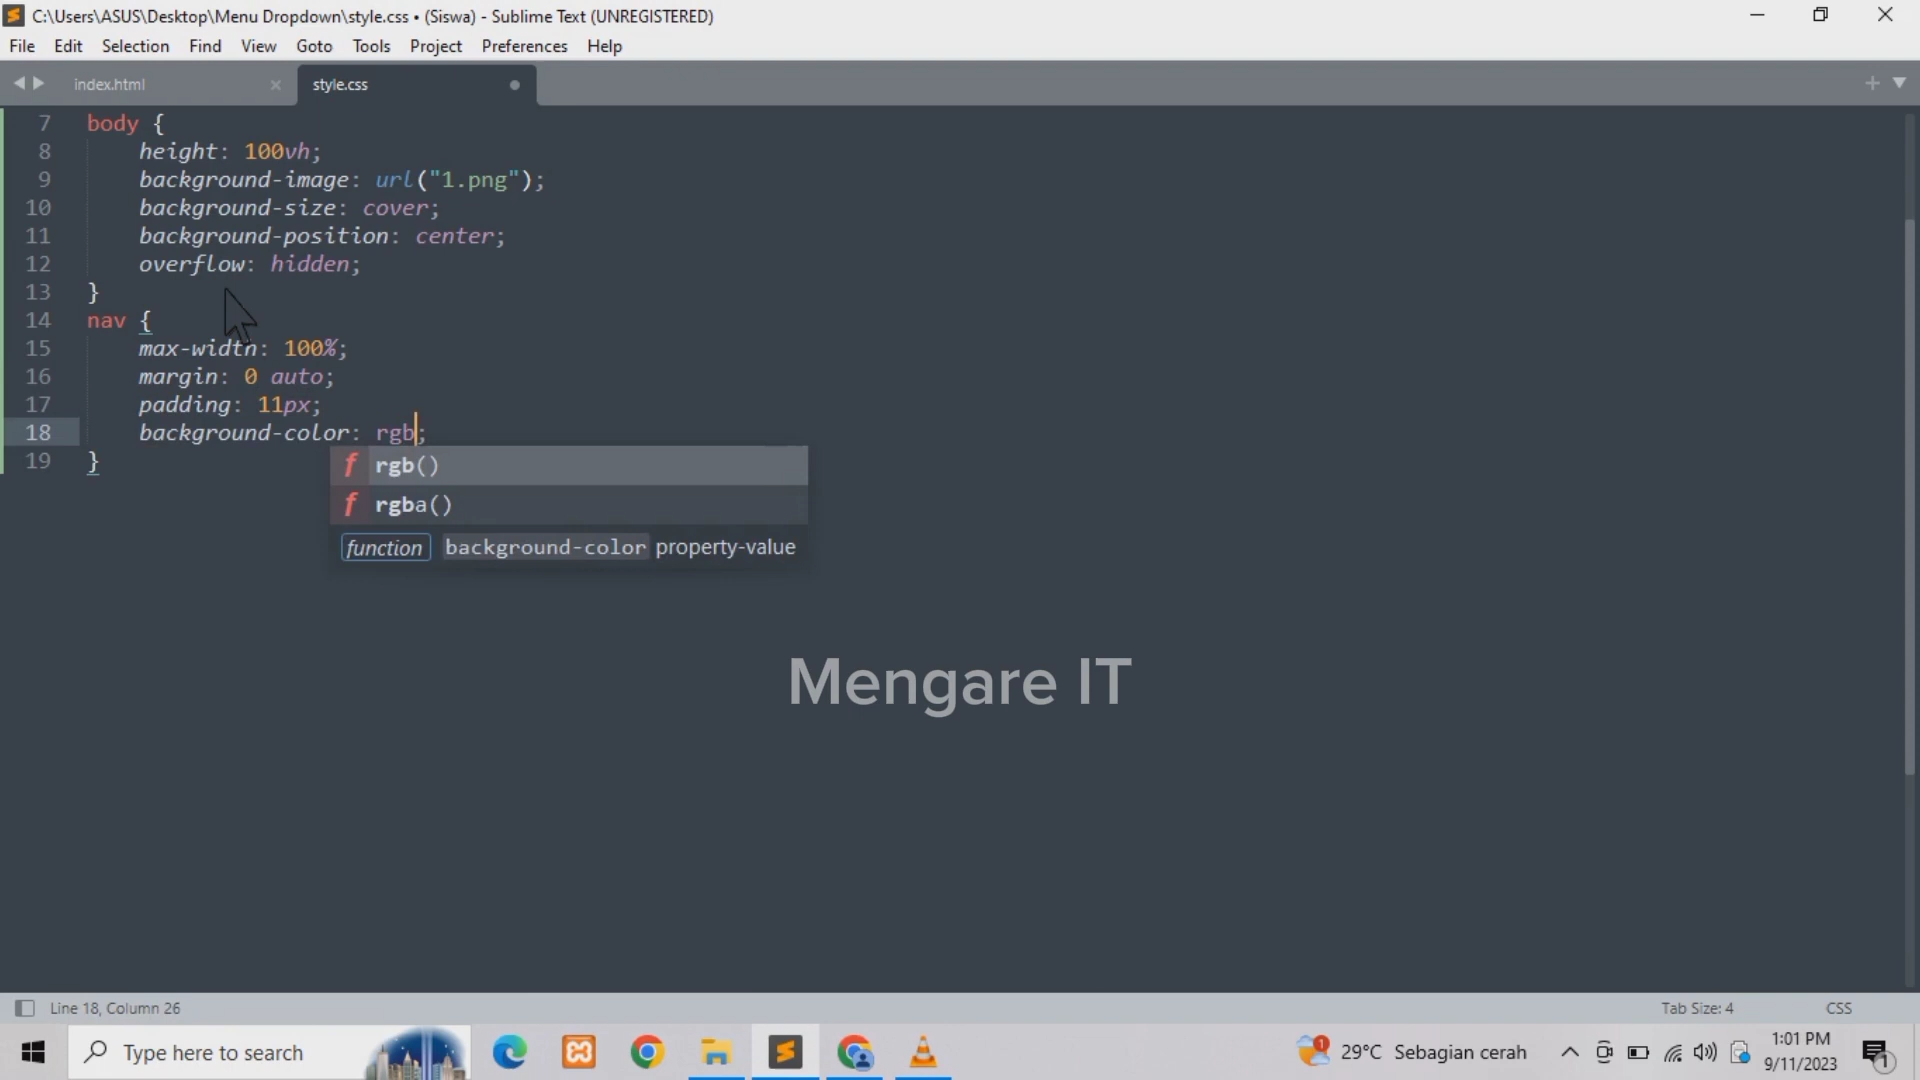 C:\Users\ASUS\Desktop\Menu Dropdown\style.css • (Siswa) - Sublime Text (UNREGISTERED)
File Edit Selection Find View Goto Tools Project Preferences Help
index.html style.css
7 body {
8 height: 100vh;
9 background-image: url("1.png");
10 background-size: cover;
11 background-position: center;
12 overflow: hidden;
13 }
14 nav {
15 max-width: 100%;
16 margin: 0 auto;
17 padding: 11px;
18 background-color: rgb;
19 }
f rgb()
f rgba()
function background-color property-value
Mengare IT
Line 18, Column 26 Tab Size: 4 CSS
Type here to search 1 29°C Sebagian cerah 1:01 PM
9/11/2023 1